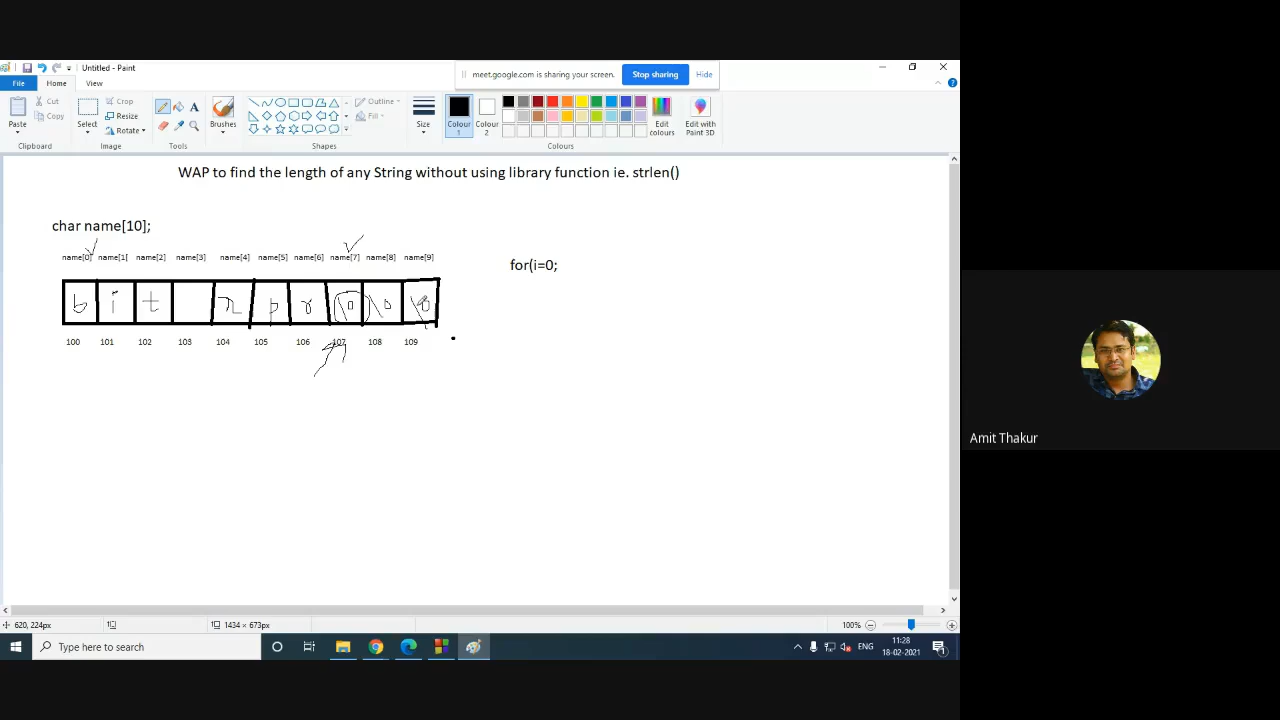 Untitled - Paint
meet.google.com is sharing your screen. Stop sharing Hide
File Home View
Paste Cut Copy Select Crop Resize Rotate Brushes Outline Fill Size Colour 1 Colour 2 Edit colours Edit with Paint 3D
Clipboard Image Tools Shapes Colours
WAP to find the length of any String without using library function ie. strlen()
char name[10];
name[0] name[1] name[2] name[3] name[4] name[5] name[6] name[7] name[8] name[9]
for(i=0;
b i t n p r \0 \0 \0
100 101 102 103 104 105 106 107 108 109
Amit Thakur
620, 224px 1434 × 673px 100%
Type here to search ENG 11:28
18-02-2021
1